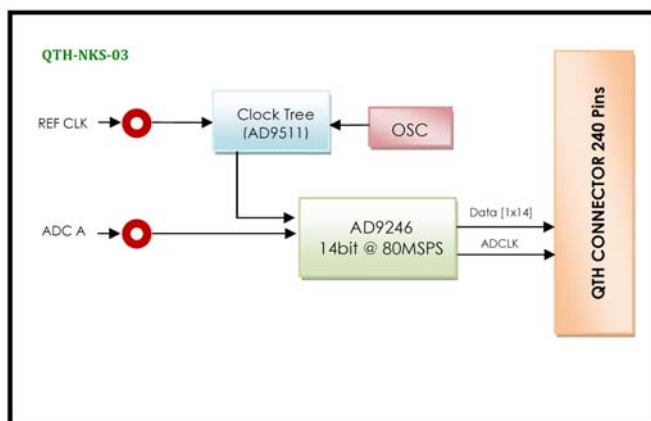 QTH-NKS-03
REF CLK
Clock Tree
(AD9511)
OSC
ADC A
AD9246
14bit @ 80MSPS
Data [1x14]
ADCLK
QTH CONNECTOR 240 Pins